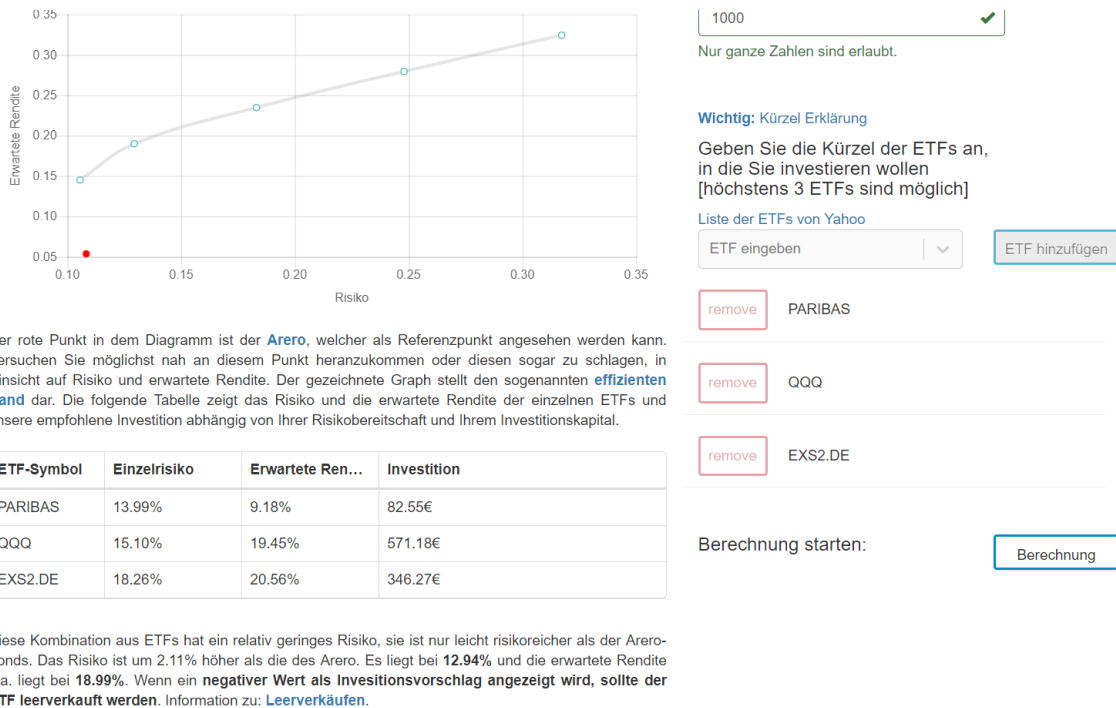 0.35
0.30
0.25
0.20
0.15
0.10
0.05
Erwartete Rendite
0.10 0.15 0.20 0.25 0.30 0.35
Risiko
er rote Punkt in dem Diagramm ist der Arero, welcher als Referenzpunkt angesehen werden kann.
ersuchen Sie möglichst nah an diesem Punkt heranzukommen oder diesen sogar zu schlagen, in
insicht auf Risiko und erwartete Rendite. Der gezeichnete Graph stellt den sogenannten effizienten
and dar. Die folgende Tabelle zeigt das Risiko und die erwartete Rendite der einzelnen ETFs und
nsere empfohlene Investition abhängig von Ihrer Risikobereitschaft und Ihrem Investitionskapital.
ETF-Symbol Einzelrisiko Erwartete Ren... Investition
PARIBAS 13.99% 9.18% 82.55€
QQQ 15.10% 19.45% 571.18€
EXS2.DE 18.26% 20.56% 346.27€
iese Kombination aus ETFs hat ein relativ geringes Risiko, sie ist nur leicht risikoreicher als der Arero-
onds. Das Risiko ist um 2.11% höher als die des Arero. Es liegt bei 12.94% und die erwartete Rendite
a. liegt bei 18.99%. Wenn ein negativer Wert als Invesitionsvorschlag angezeigt wird, sollte der
TF leerverkauft werden. Information zu: Leerverkäufen.
1000
Nur ganze Zahlen sind erlaubt.
Wichtig: Kürzel Erklärung
Geben Sie die Kürzel der ETFs an,
in die Sie investieren wollen
[höchstens 3 ETFs sind möglich]
Liste der ETFs von Yahoo
ETF eingeben ETF hinzufügen
remove PARIBAS
remove QQQ
remove EXS2.DE
Berechnung starten: Berechnung